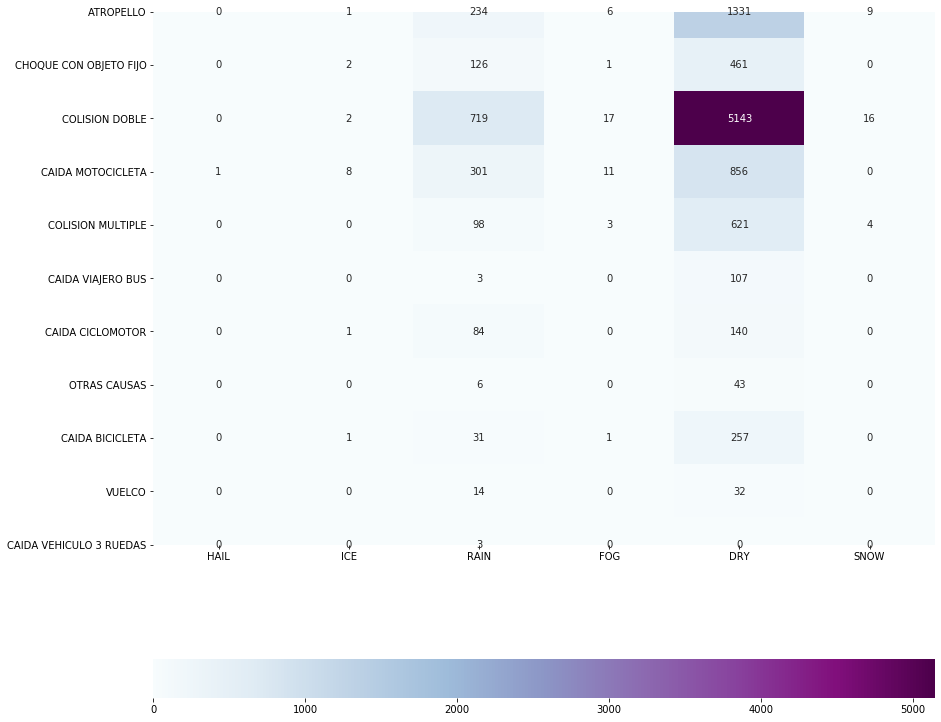 ATROPELLO 0 1 234 6 1331 9
CHOQUE CON OBJETO FIJO 0 2 126 1 461 0
COLISION DOBLE 0 2 719 17 5143 16
CAIDA MOTOCICLETA 1 8 301 11 856 0
COLISION MULTIPLE 0 0 98 3 621 4
CAIDA VIAJERO BUS 0 0 3 0 107 0
CAIDA CICLOMOTOR 0 1 84 0 140 0
OTRAS CAUSAS 0 0 6 0 43 0
CAIDA BICICLETA 0 1 31 1 257 0
VUELCO 0 0 14 0 32 0
CAIDA VEHICULO 3 RUEDAS 0 0 3 0 0 0
HAIL ICE RAIN FOG DRY SNOW
0 1000 2000 3000 4000 5000